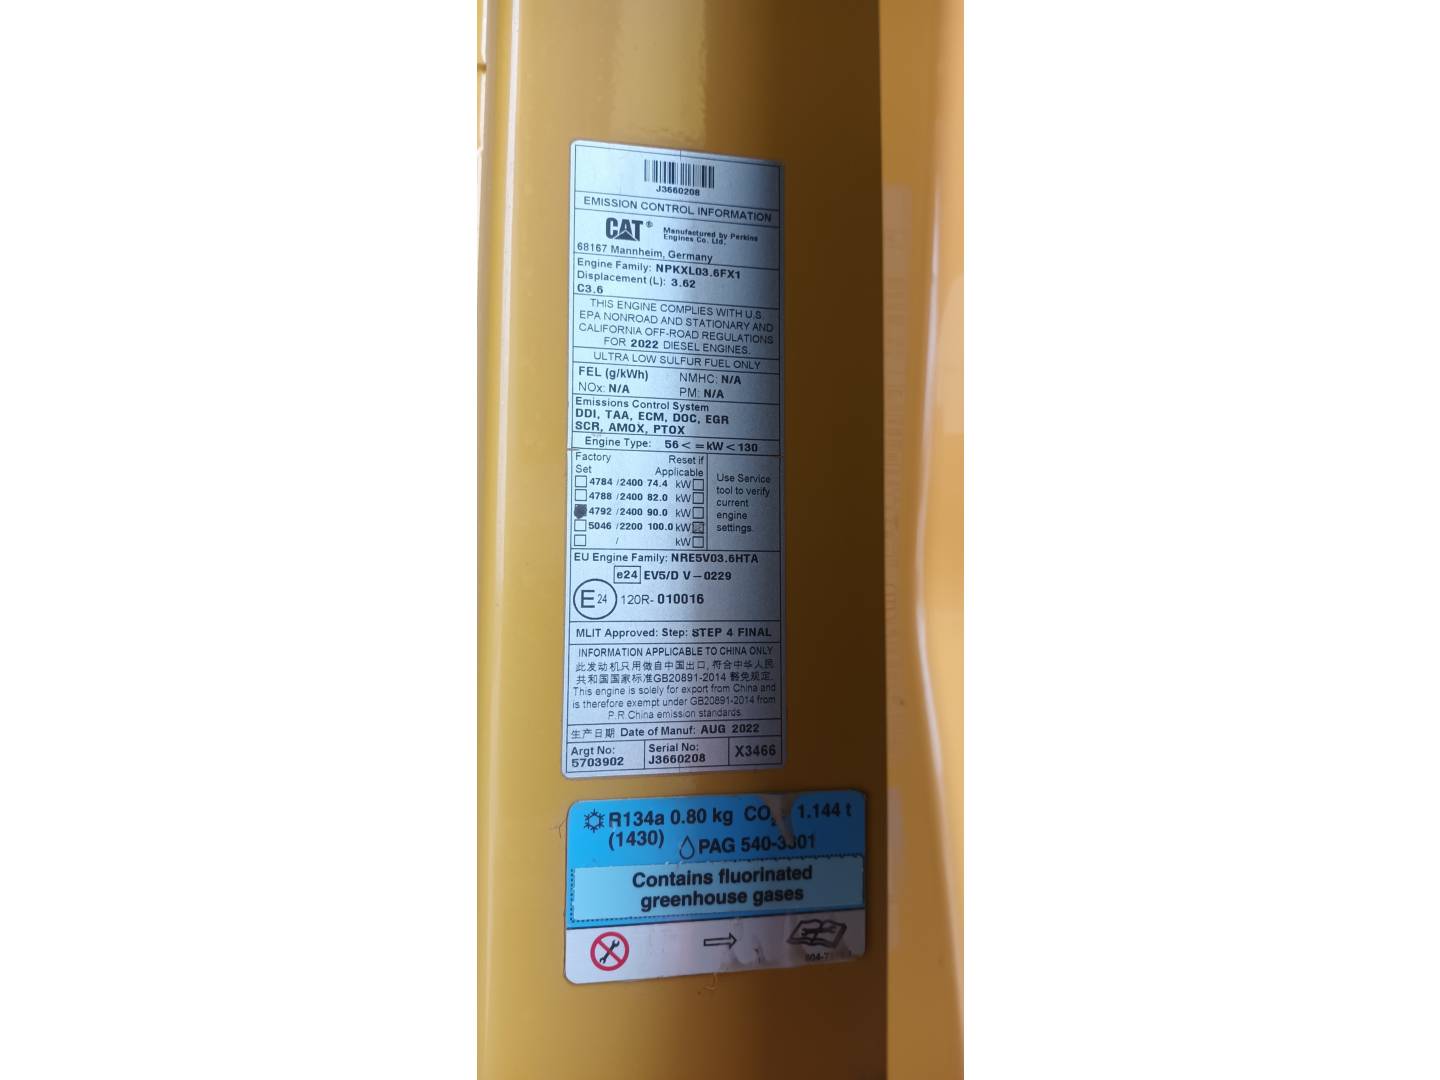 J3660208
EMISSION CONTROL INFORMATION
CAT® Manufactured by Perkins
Engines Co. Ltd.
68167 Mannheim, Germany
Engine Family: NPKXL03.6FX1
Displacement (L): 3.62
C3.6
THIS ENGINE COMPLIES WITH U.S.
EPA NONROAD AND STATIONARY AND
CALIFORNIA OFF-ROAD REGULATIONS
FOR 2022 DIESEL ENGINES.
ULTRA LOW SULFUR FUEL ONLY
FEL (g/kWh) NMHC: N/A
NOx: N/A PM: N/A
Emissions Control System
DDI, TAA, ECM, DOC, EGR
SCR, AMOX, PTOX
Engine Type: 56 < = kW < 130
Factory Set Reset if Applicable
4784 /2400 74.4 kW
4788 /2400 82.0 kW
4792 /2400 90.0 kW
5046 /2200 100.0 kW
/ kW
Use Service
tool to verify
current
engine
settings.
EU Engine Family: NRE5V03.6HTA
e24 EV5/D V-0229
E24 120R- 010016
MLIT Approved: Step: STEP 4 FINAL
INFORMATION APPLICABLE TO CHINA ONLY
此发动机只用做自中国出口, 符合中华人民
共和国国家标准GB20891-2014 豁免规定.
This engine is solely for export from China and
is therefore exempt under GB20891-2014 from
P.R.China emission standards
生产日期 Date of Manuf: AUG 2022
Argt No:
5703902
Serial No:
J3660208
X3466
R134a 0.80 kg CO2 1.144 t
(1430) PAG 540-3301
Contains fluorinated
greenhouse gases